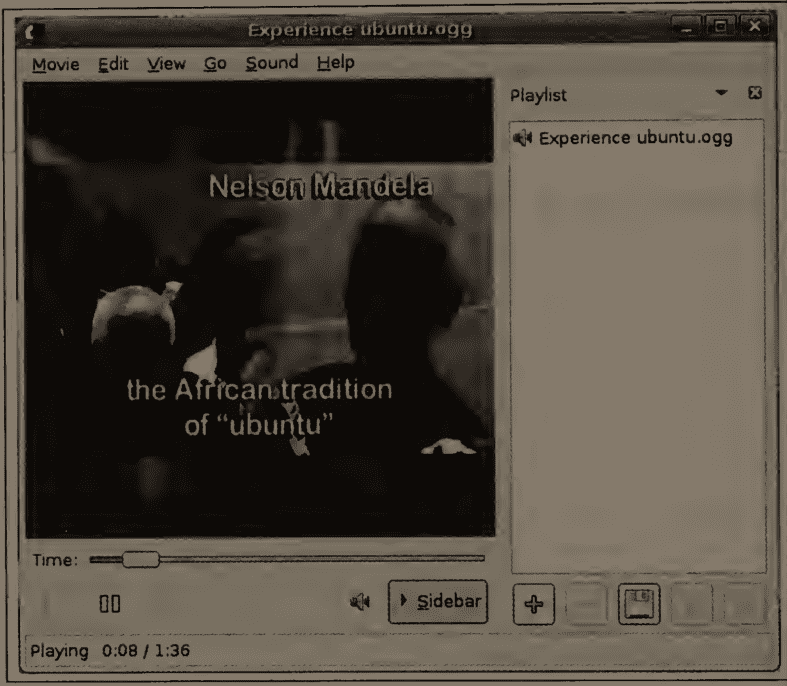 Experience ubuntu.ogg
Movie Edit View Go Sound Help
Nelson Mandela
the African tradition
of “ubuntu”
Time:
Sidebar
Playing 0:08 / 1:36
Playlist
Experience ubuntu.ogg